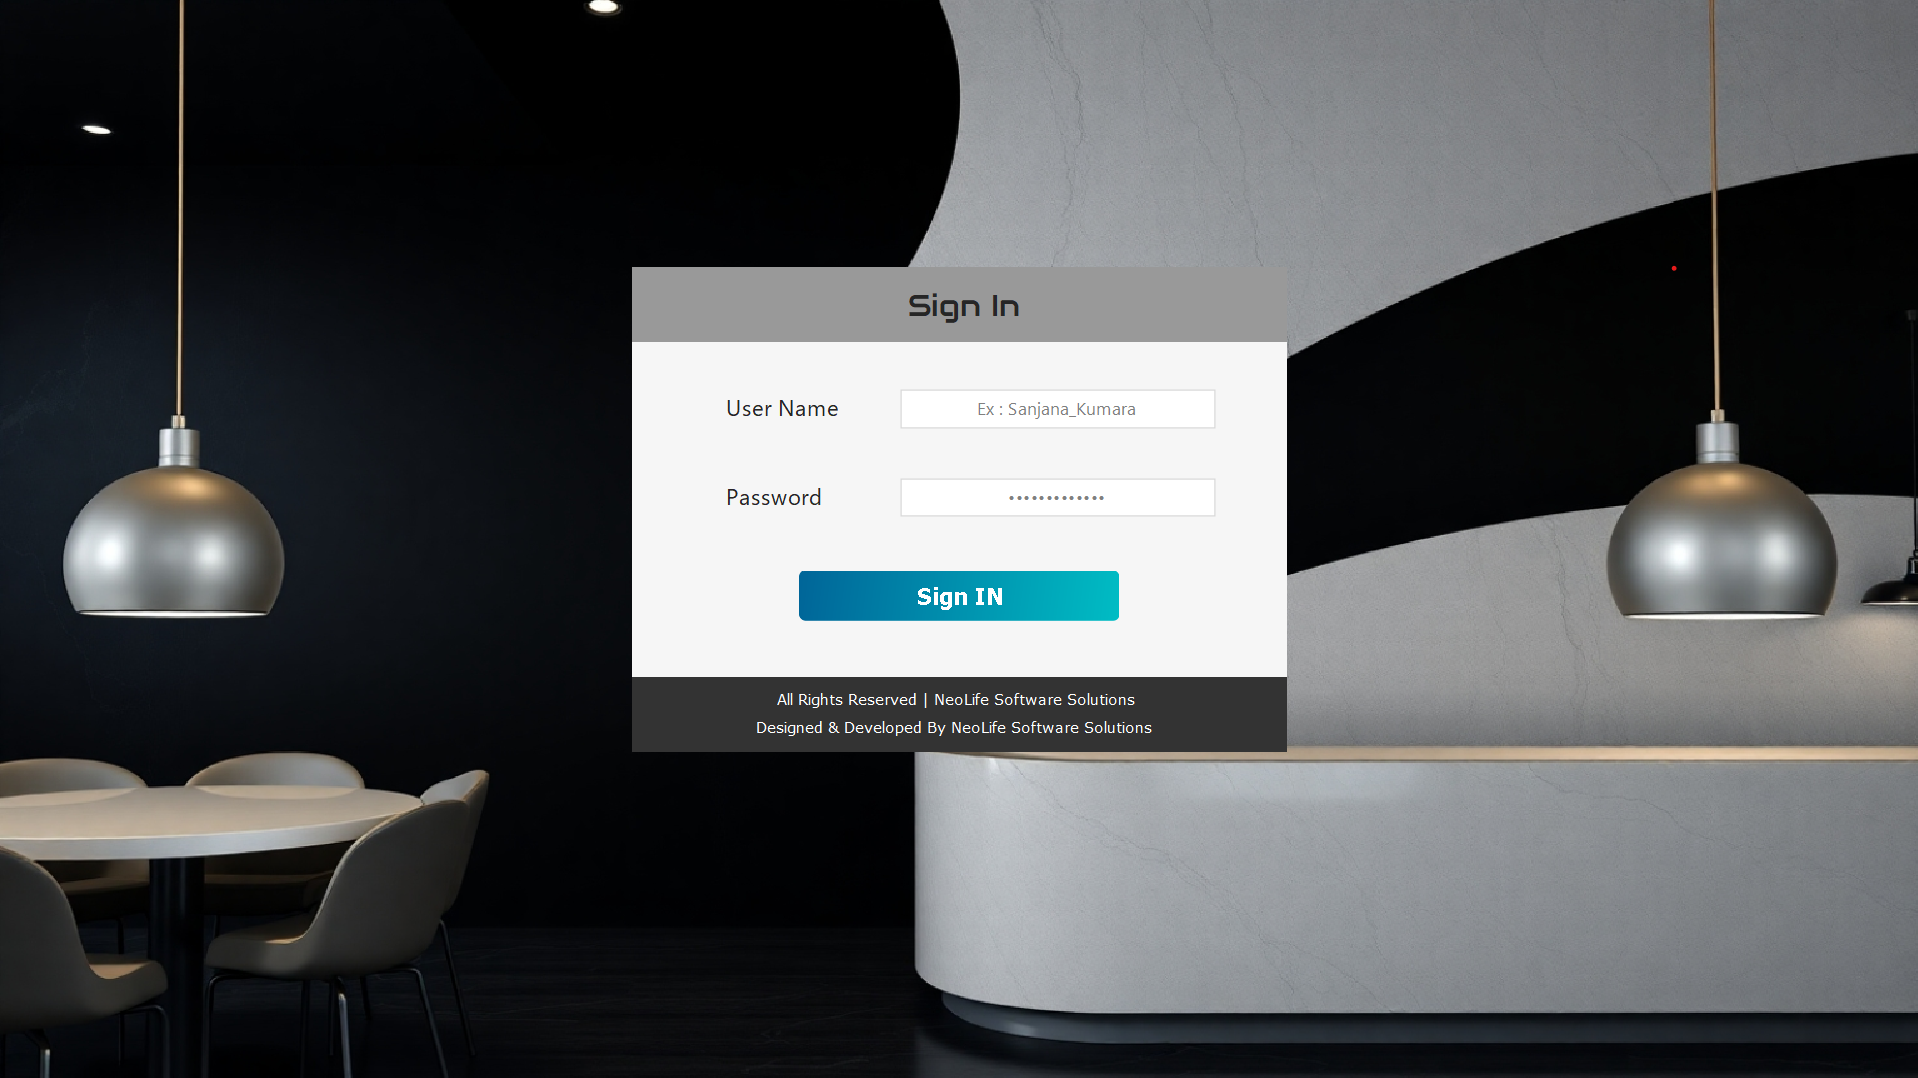 Sign In
User Name
Ex : Sanjana_Kumara
Password
•••••••••••••
Sign IN
All Rights Reserved | NeoLife Software Solutions
Designed & Developed By NeoLife Software Solutions